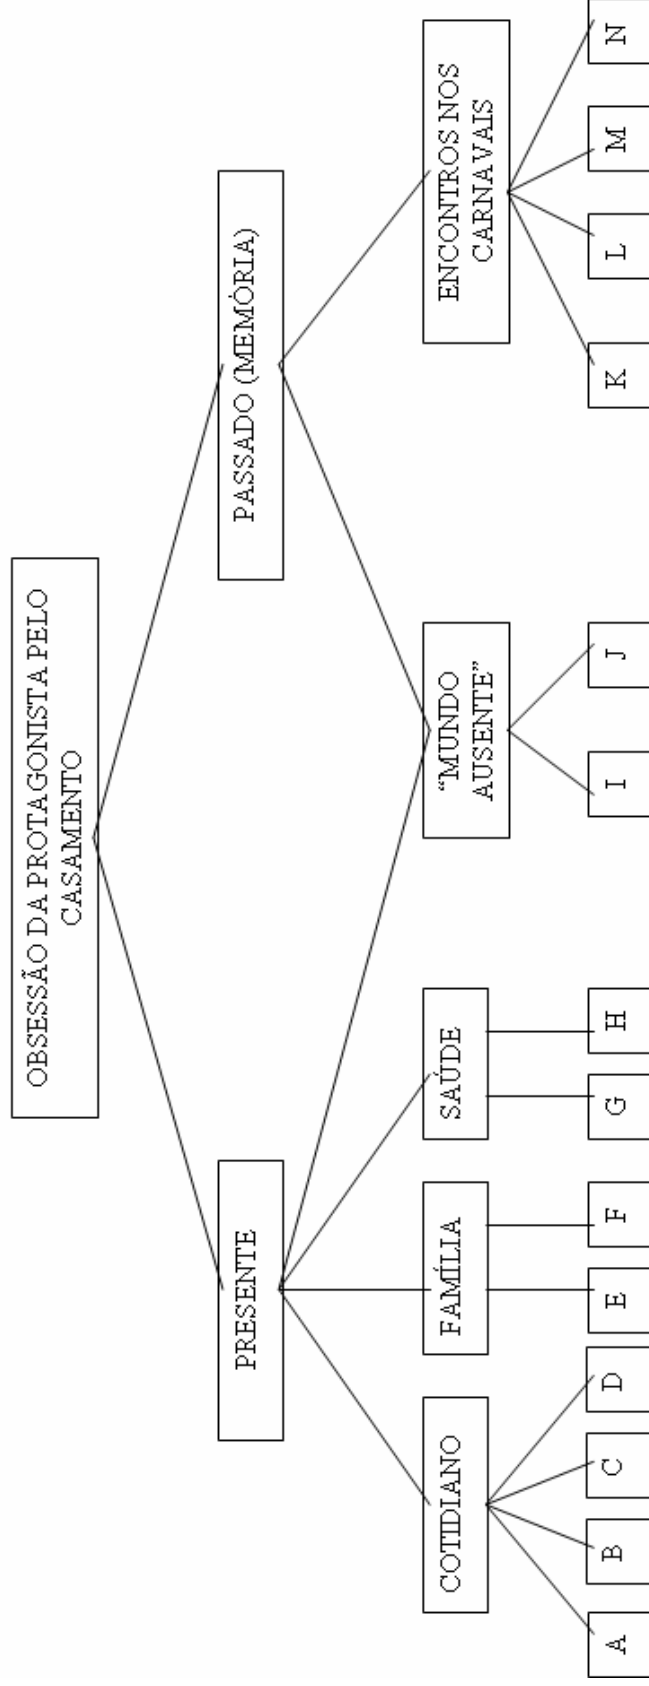 OBSESSÃO DA PROTAGONISTA PELO
CASAMENTO
PRESENTE
PASSADO (MEMÓRIA)
COTIDIANO
FAMÍLIA
SAÚDE
“MUNDO
AUSENTE”
ENCONTROS NOS
CARNAVAIS
A
B
C
D
E
F
G
H
I
J
K
L
M
N